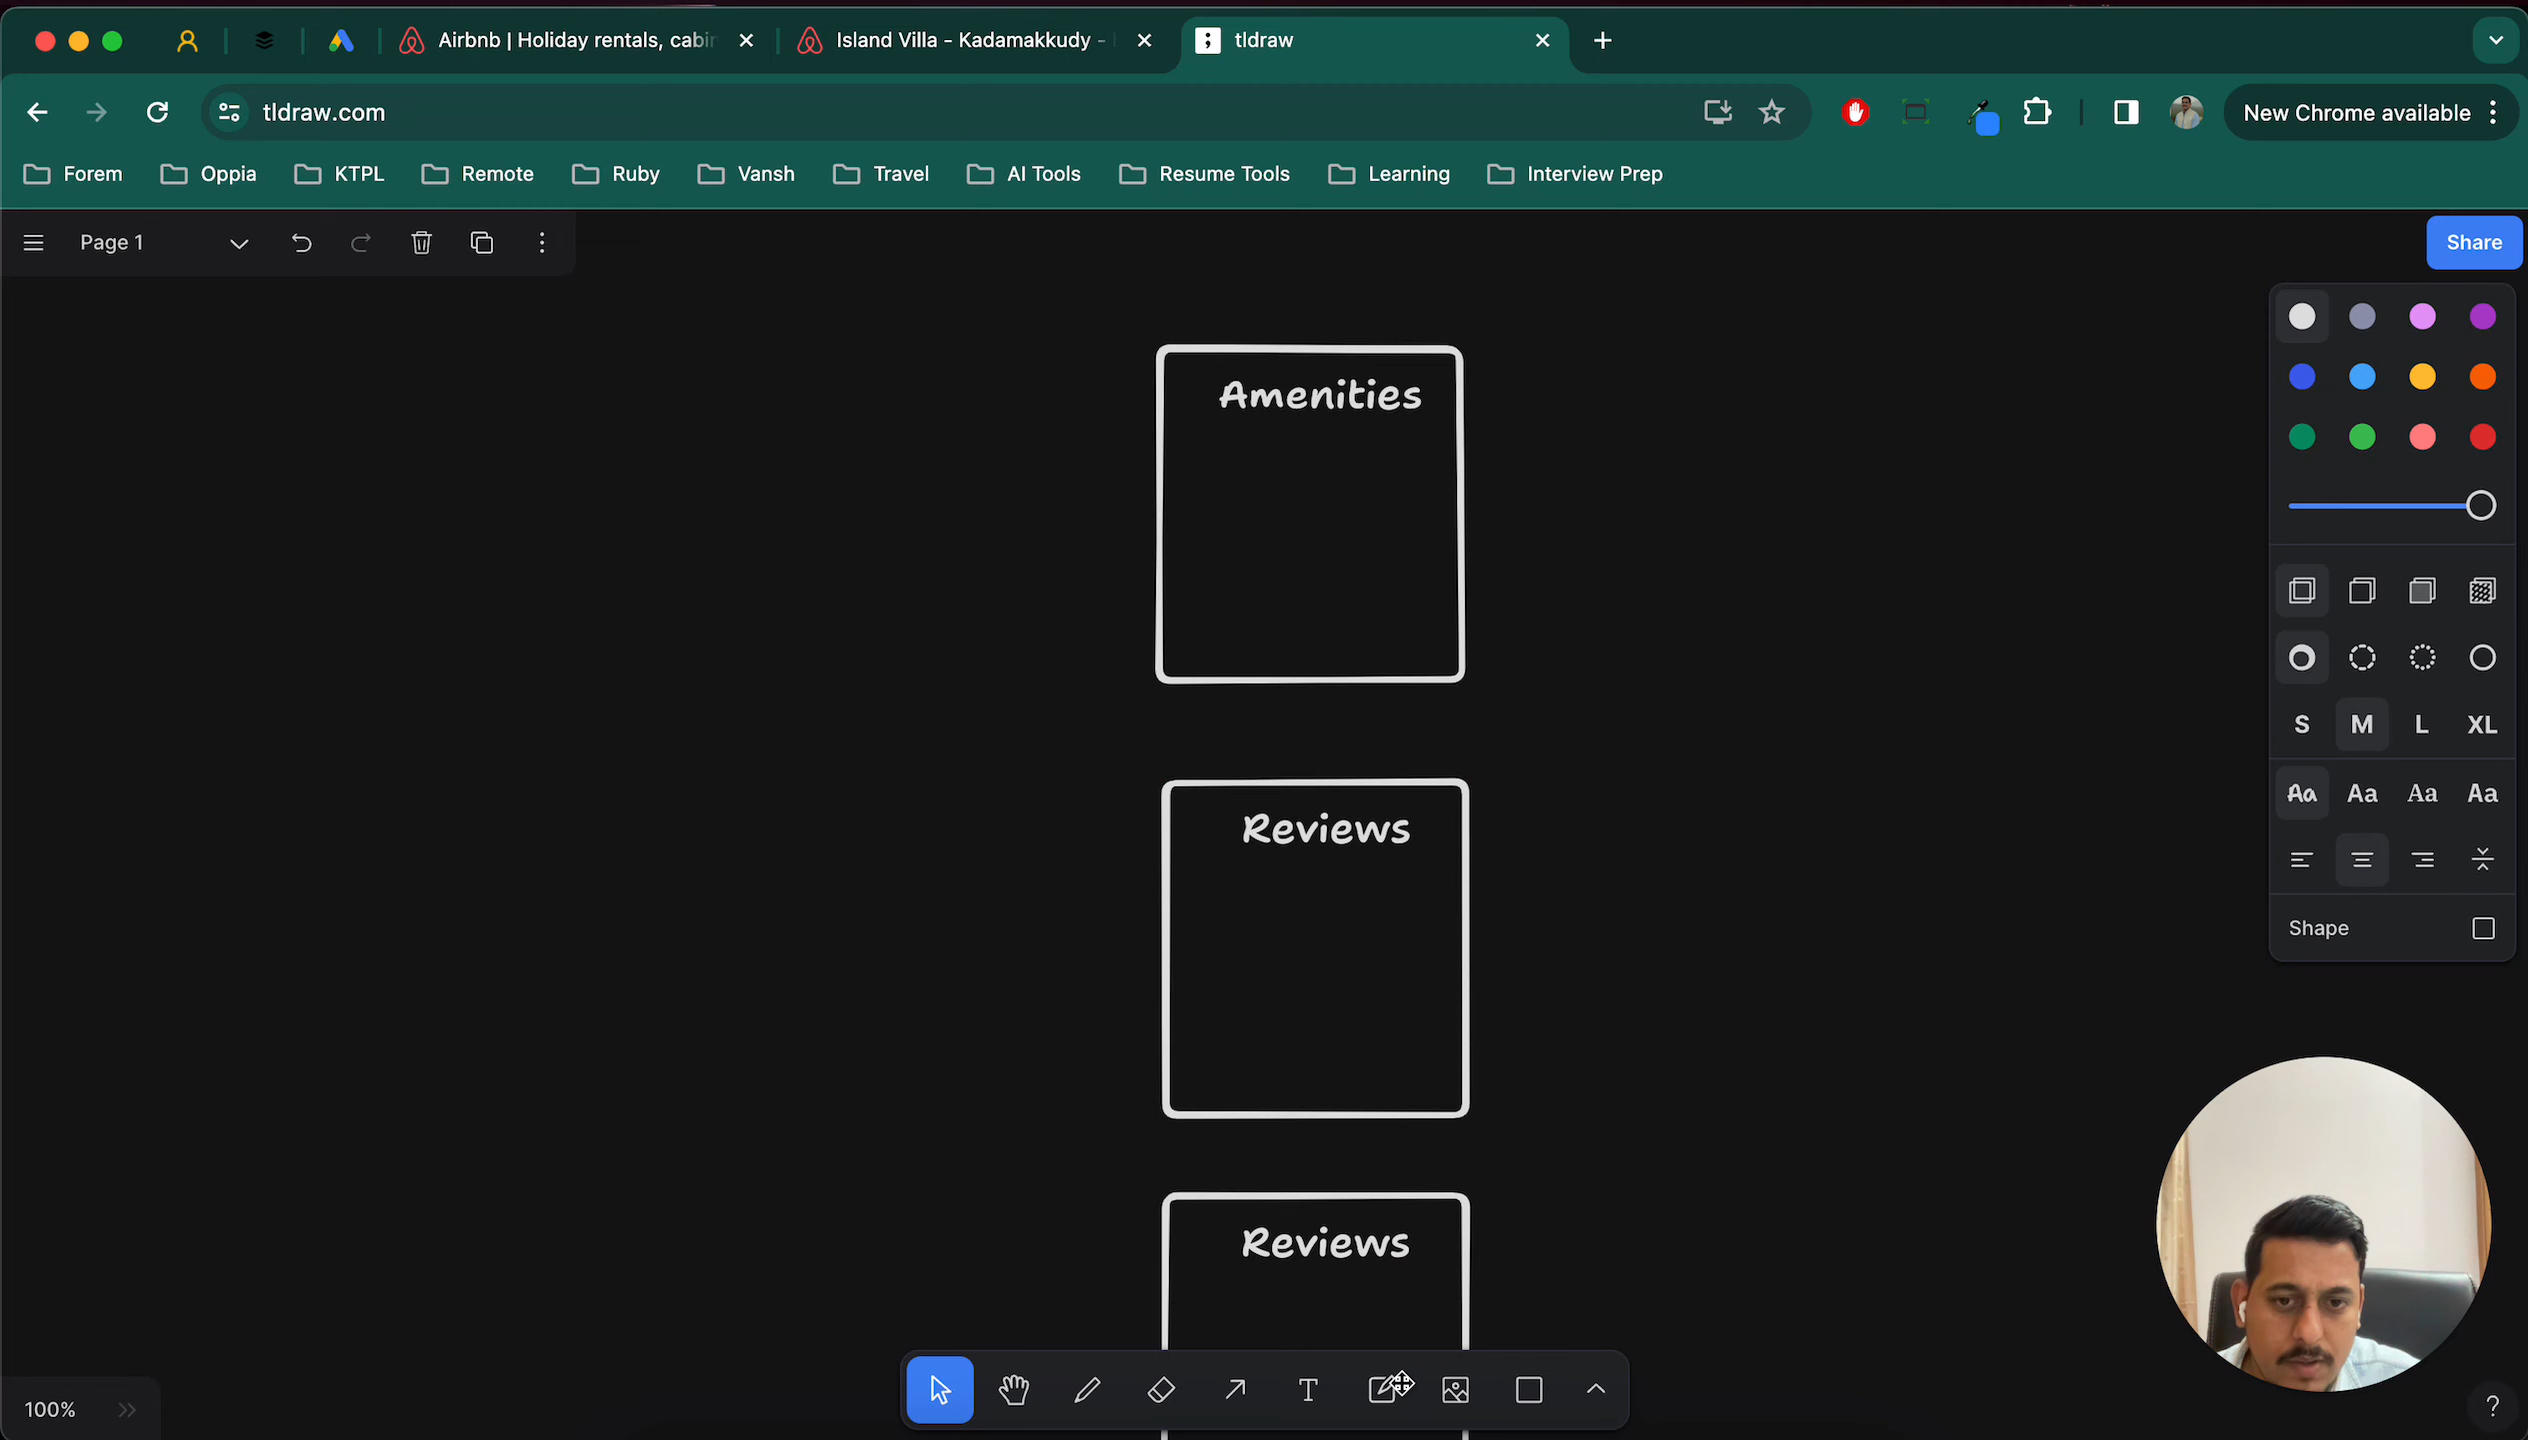 Airbnb | Holiday rentals, cabi
Island Villa - Kadamakkudy -
tldraw
tldraw.com
New Chrome available
Forem
Oppia
KTPL
Remote
Ruby
Vansh
Travel
AI Tools
Resume Tools
Learning
Interview Prep
Page 1
Share
Amenities
S M L XL
Aa Aa Aa Aa
Reviews
Shape
Reviews
T
100%
?